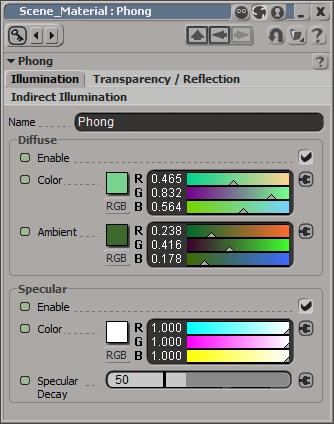 Scene_Material : Phong
Phong
Illumination Transparency / Reflection
Indirect Illumination
Name Phong
Diffuse
Enable
Color R 0.465
G 0.832
RGB B 0.564
Ambient R 0.238
G 0.416
RGB B 0.178
Specular
Enable
Color R 1.000
G 1.000
RGB B 1.000
Specular Decay 50